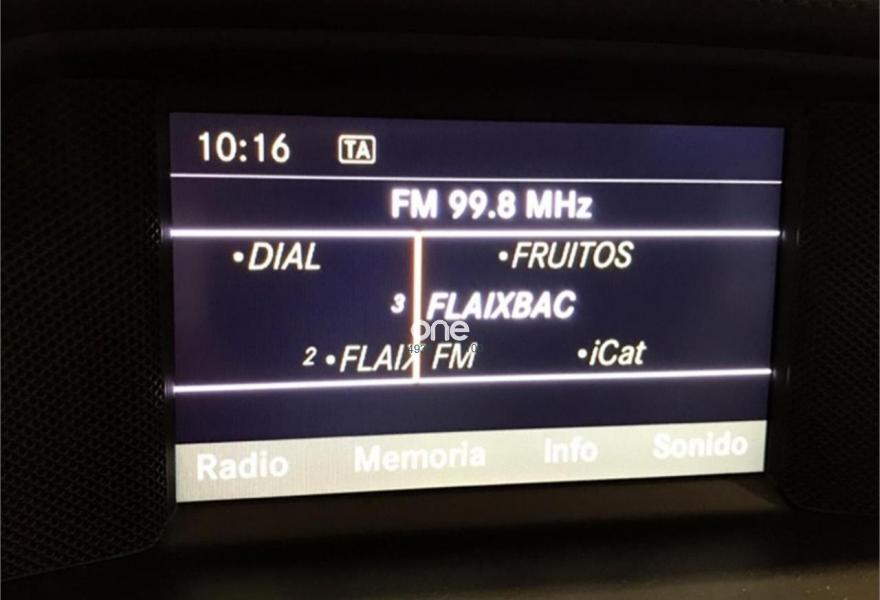 10:16 TA
FM 99.8 MHz
•DIAL •FRUITOS
3 FLAIXBAC
one
2 •FLAIX FM •iCat
Radio Memoria Info Sonido